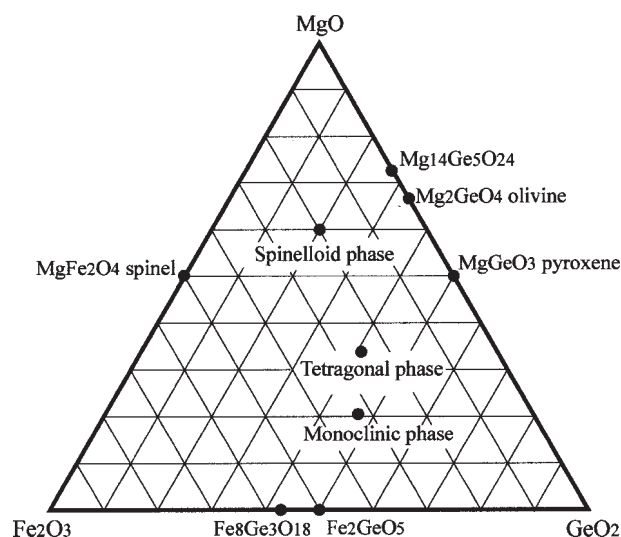 MgO
Mg14Ge5O24
Mg2GeO4 olivine
Spinelloid phase
MgFe2O4 spinel
MgGeO3 pyroxene
Tetragonal phase
Monoclinic phase
Fe2O3
Fe8Ge3O18
Fe2GeO5
GeO2